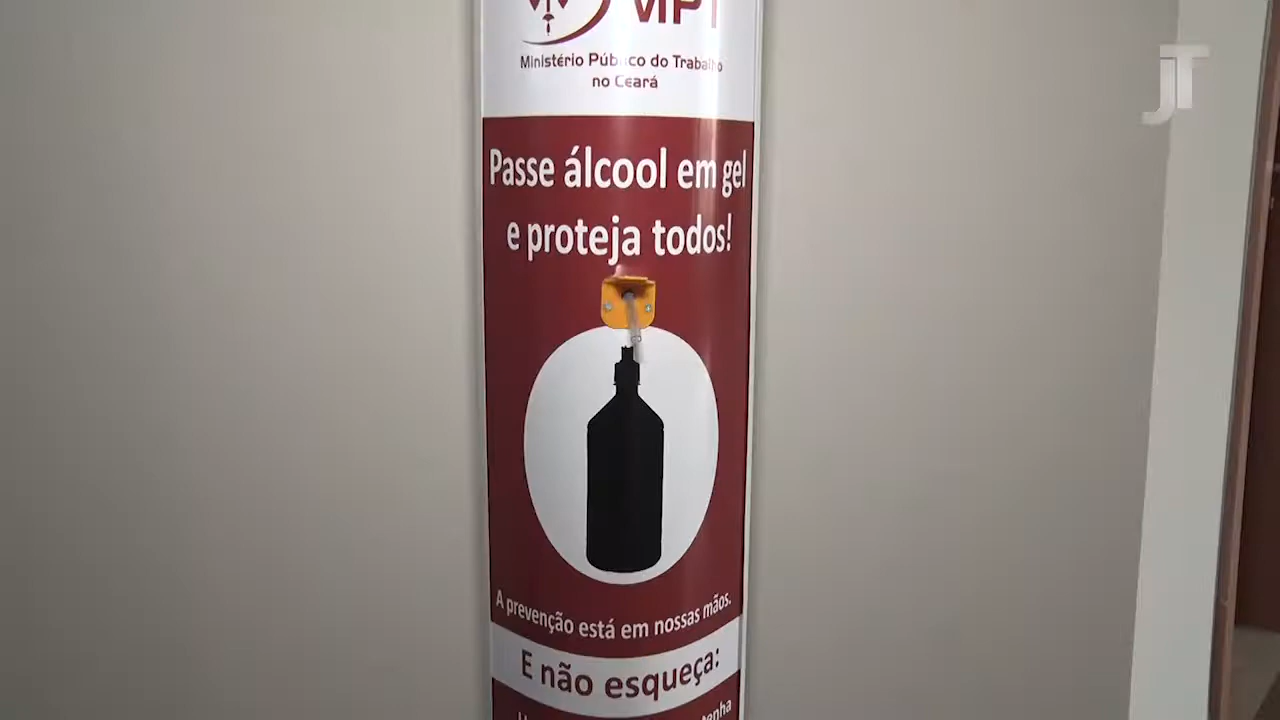 MPT
Ministério Público do Trabalho
no Ceará
Passe álcool em gel
e proteja todos!
A prevenção está em nossas mãos.
E não esqueça:
JT